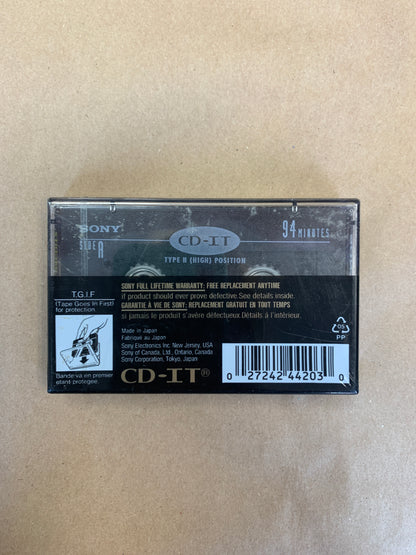 SONY
SIDE A
CD-IT
94 MINUTES
TYPE II (HIGH) POSITION
T.G.I.F
(Tape Goes In First)
for protection.
Bande va en premier
etant protegée.
SONY FULL LIFETIME WARRANTY; FREE REPLACEMENT ANYTIME
if product should ever prove defective. See details inside.
GARANTIE A VIE DE SONY; REPLACEMENT GRATUIT EN TOUT TEMPS
si jamais le produit s'avère défectueux. Détails à l'intérieur.
Made in Japan
Fabriqué au Japon
Sony Electronics Inc. New Jersey, USA
Sony of Canada, Ltd., Ontario, Canada
Sony Corporation, Tokyo, Japan
CD-IT®
0 27242 44203 0
05
PP